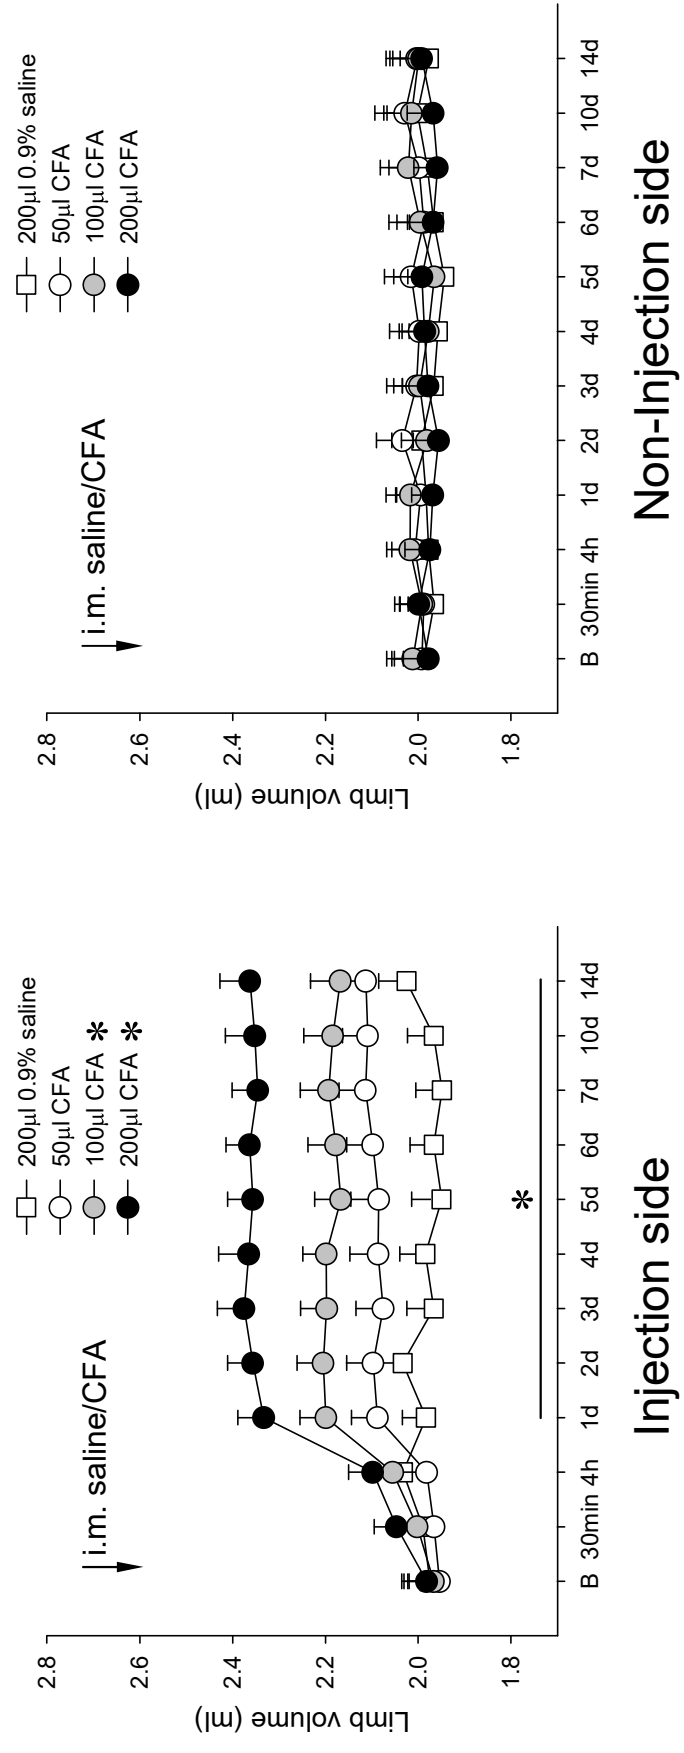 200μl 0.9% saline
50μl CFA
100μl CFA *
200μl CFA *
i.m. saline/CFA
2.8
2.6
2.4
2.2
2.0
1.8
Limb volume (ml)
*
B 30min 4h 1d 2d 3d 4d 5d 6d 7d 10d 14d
Injection side
200μl 0.9% saline
50μl CFA
100μl CFA
200μl CFA
i.m. saline/CFA
2.8
2.6
2.4
2.2
2.0
1.8
Limb volume (ml)
B 30min 4h 1d 2d 3d 4d 5d 6d 7d 10d 14d
Non-Injection side